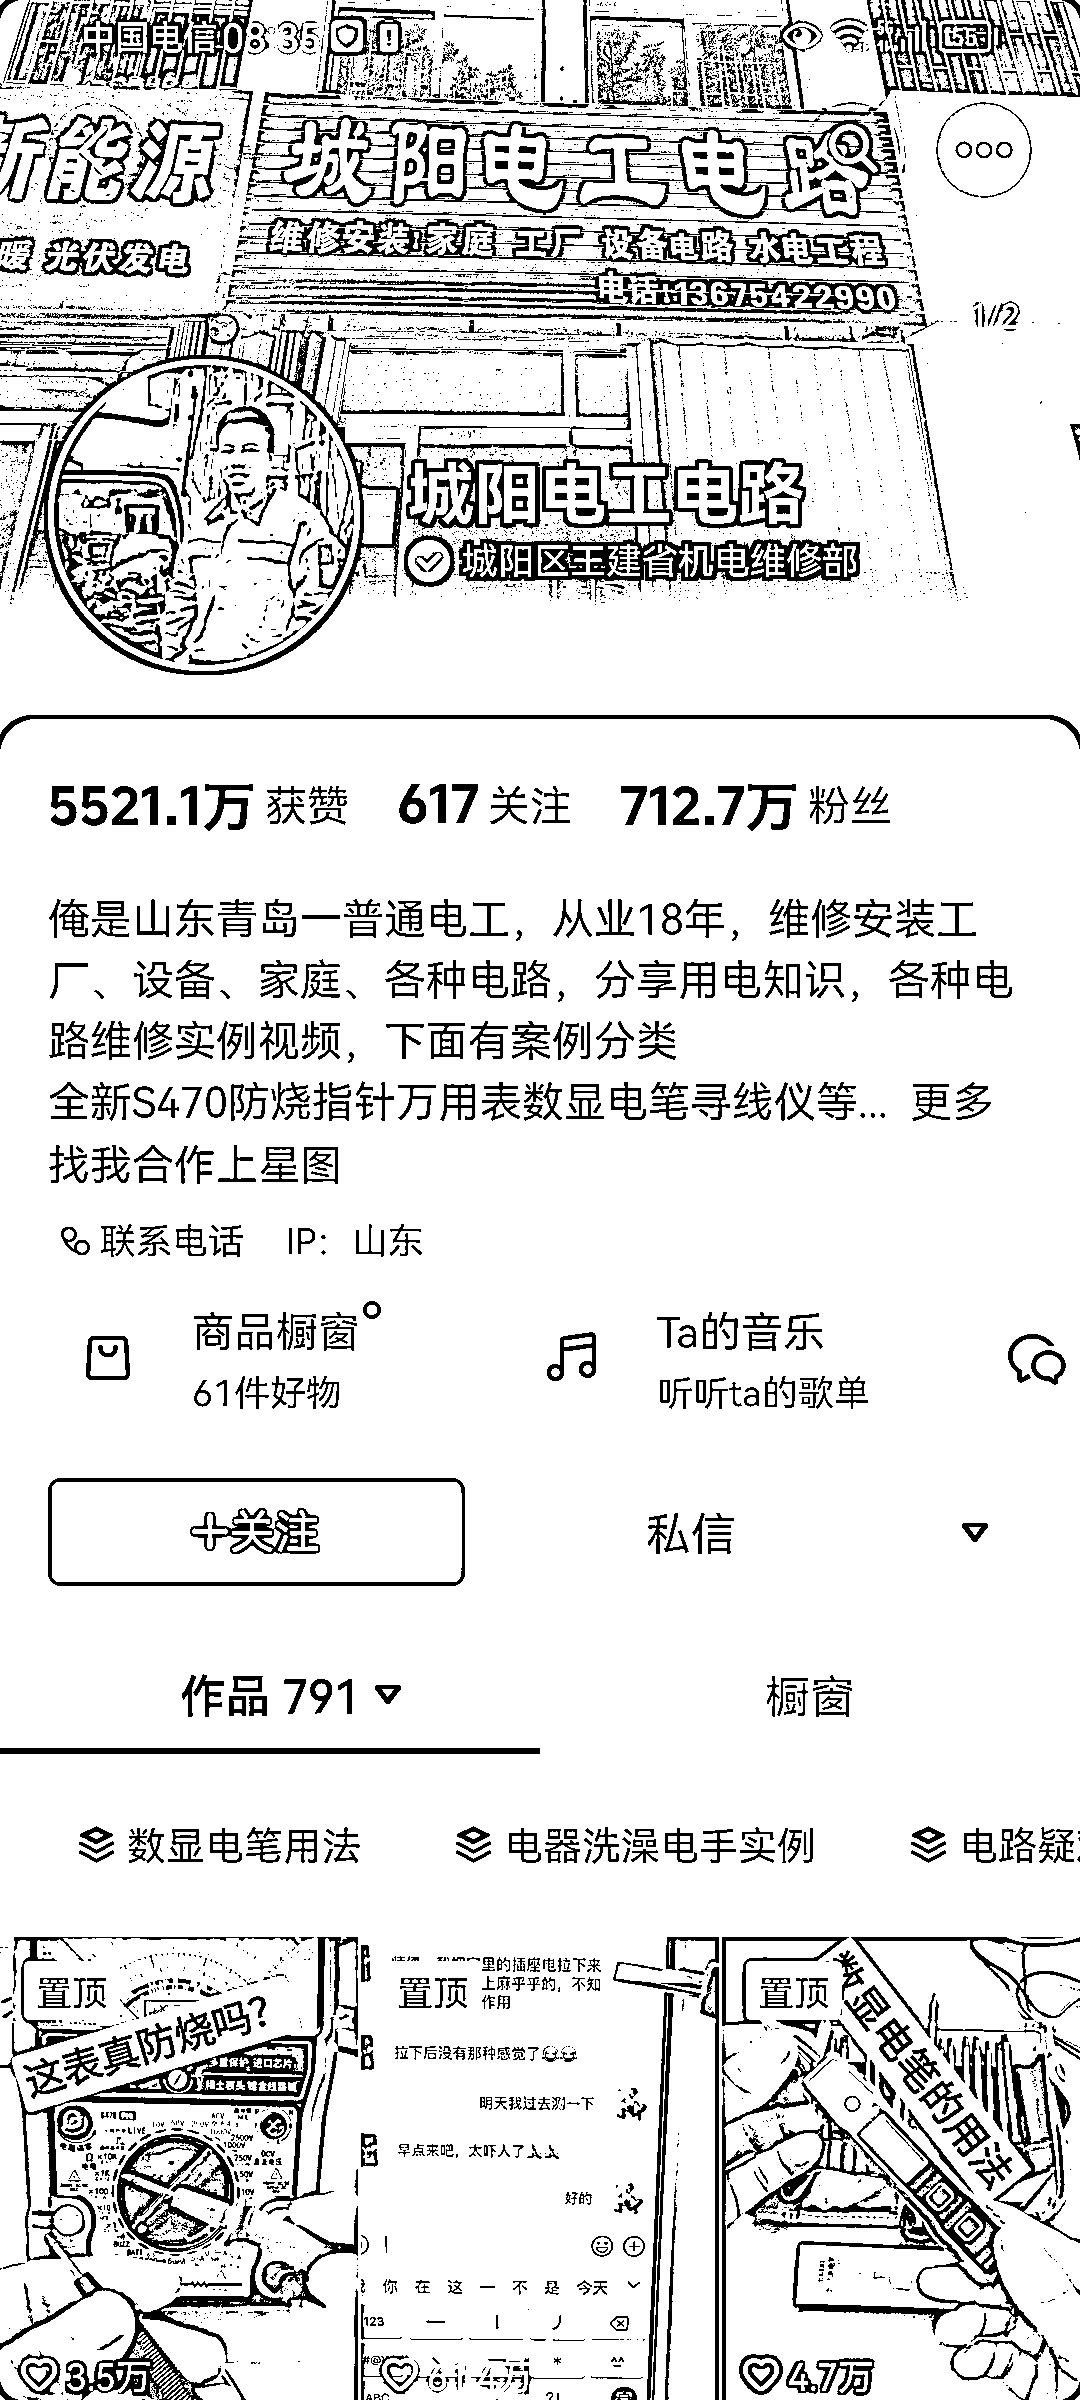 中国电信 08:35
新能源
城阳电工电路
暖 光伏发电
维修安装:家庭 工厂 设备电路 水电工程
电话:13675422990
1/2
城阳电工电路
城阳区王建省机电维修部
5521.1万 获赞 617 关注 712.7万 粉丝
俺是山东青岛一普通电工，从业18年，维修安装工
厂、设备、家庭、各种电路，分享用电知识，各种电
路维修实例视频，下面有案例分类
全新S470防烧指针万用表数显电笔寻线仪等... 更多
找我合作上星图
联系电话 IP：山东
商品橱窗
61件好物
Ta的音乐
听听ta的歌单
+关注
私信
作品 791
橱窗
数显电笔用法
电器洗澡电手实例
电路疑
置顶
这表真防烧吗？
3.5万
置顶
里的插座电拉下来
上麻乎乎的，不知
作用
拉下后没有那种感觉了
明天我过去测一下
早点来吧，太吓人了
好的
你 在 这 一 不 是 今天
123
61.4万
置顶
数显电笔的用法
4.7万